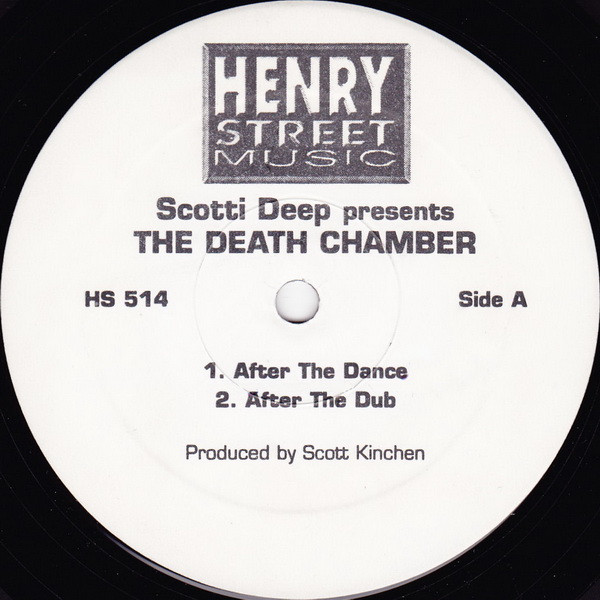 HENRY
STREET
MUSIC
Scotti Deep presents
THE DEATH CHAMBER
HS 514 Side A
1. After The Dance
2. After The Dub
Produced by Scott Kinchen